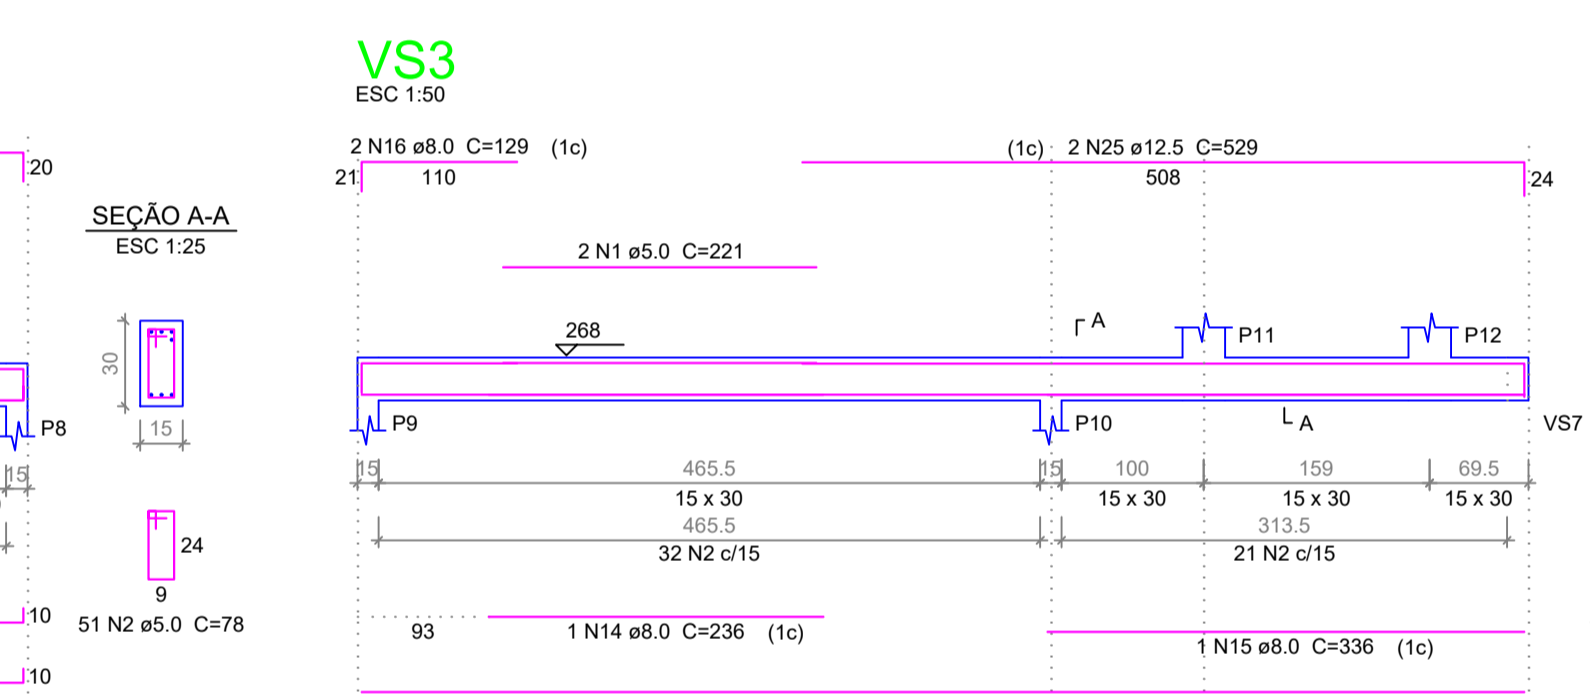 VS3
ESC 1:50
2 N16 ø8.0 C=129 (1c)
(1c) 2 N25 ø12.5 C=529
20
21
110
508
24
SEÇÃO A-A
ESC 1:25
2 N1 ø5.0 C=221
268
A
P11
P12
30
15
P8
P9
P10
A
VS7
15
15
465.5
15
100
159
69.5
15 x 30
15 x 30
15 x 30
15 x 30
465.5
313.5
32 N2 c/15
21 N2 c/15
24
9
51 N2 ø5.0 C=78
10
93
1 N14 ø8.0 C=236 (1c)
1 N15 ø8.0 C=336 (1c)
10